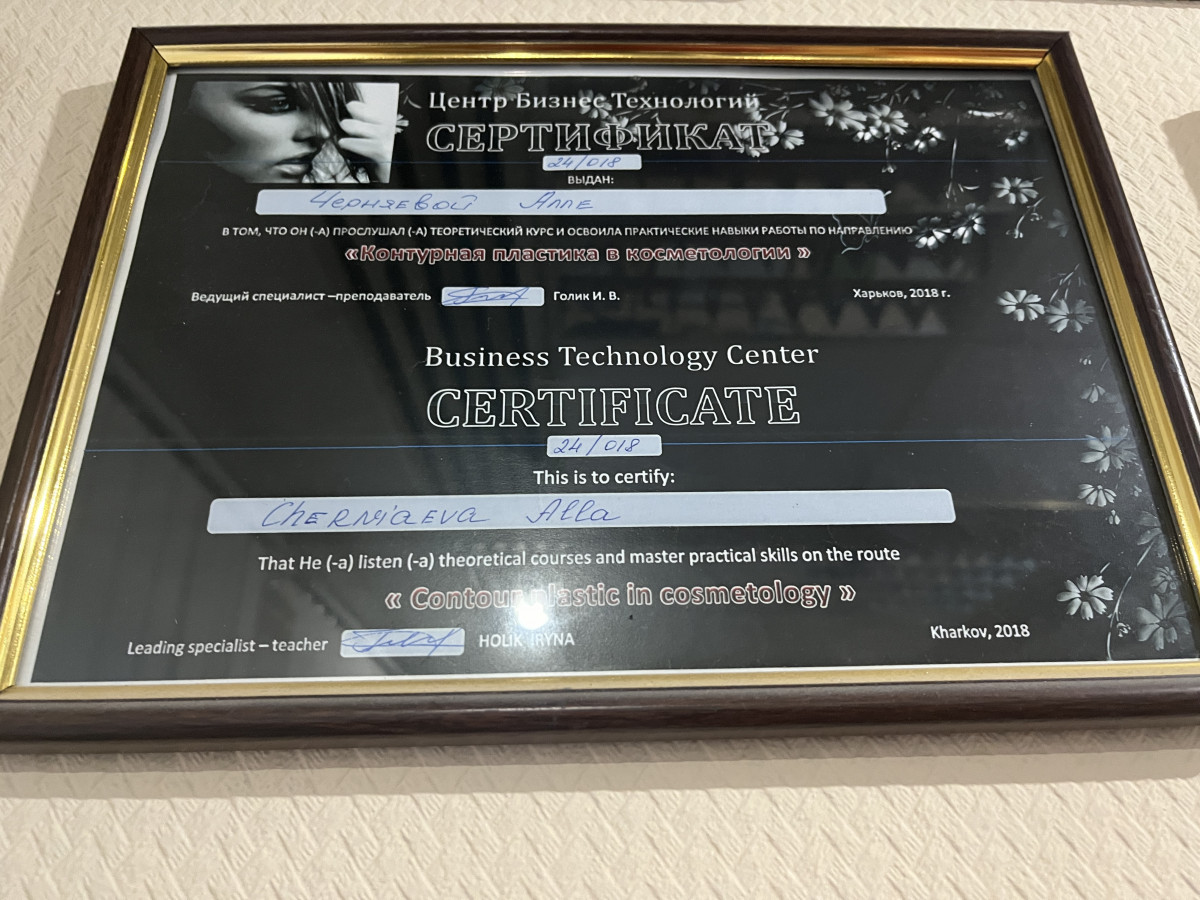 Центр Бизнес Технологий
СЕРТИФИКАТ
24/018
ВЫДАН:
Черняевой Алле
В ТОМ, ЧТО ОН (-А) ПРОСЛУШАЛ (-А) ТЕОРЕТИЧЕСКИЙ КУРС И ОСВОИЛА ПРАКТИЧЕСКИЕ НАВЫКИ РАБОТЫ ПО НАПРАВЛЕНИЮ
«Контурная пластика в косметологии »
Ведущий специалист –преподаватель Голик И. В. Харьков, 2018 г.
Business Technology Center
CERTIFICATE
24/018
This is to certify:
Cherniaeva Alla
That He (-a) listen (-a) theoretical courses and master practical skills on the route
« Contour plastic in cosmetology »
Leading specialist – teacher HOLIK IRYNA Kharkov, 2018